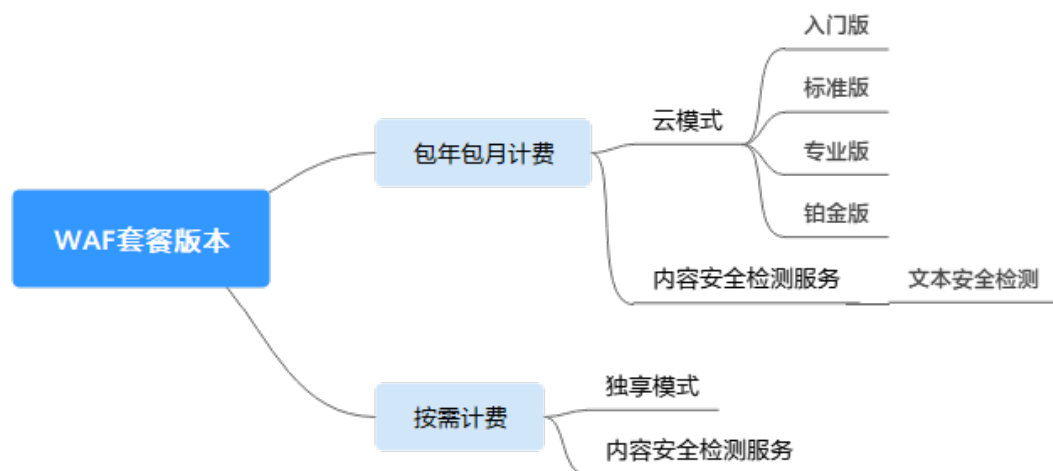 WAF套餐版本
包年包月计费
云模式
入门版
标准版
专业版
铂金版
内容安全检测服务
文本安全检测
按需计费
独享模式
内容安全检测服务